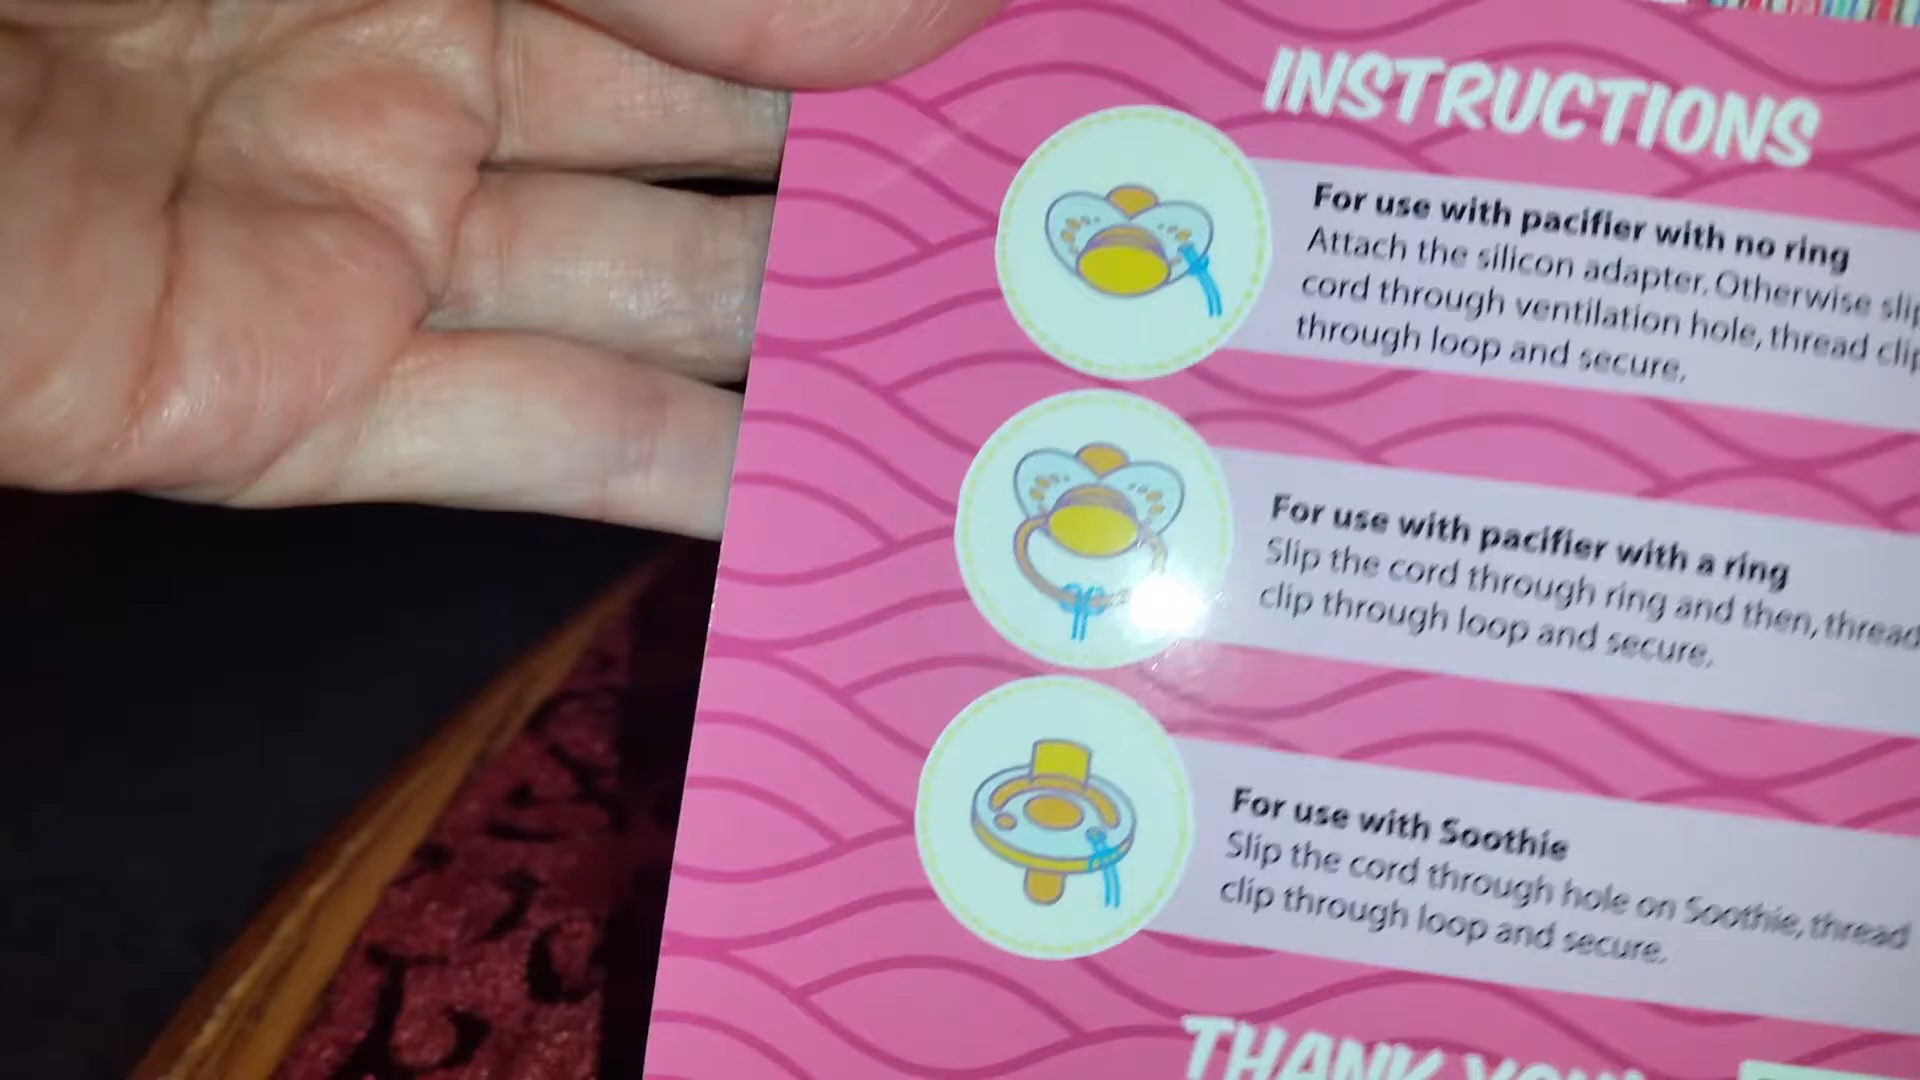 INSTRUCTIONS
For use with pacifier with no ring
Attach the silicon adapter. Otherwise slip
cord through ventilation hole, thread clip
through loop and secure.
For use with pacifier with a ring
Slip the cord through ring and then, thread
clip through loop and secure.
For use with Soothie
Slip the cord through hole on Soothie, thread
clip through loop and secure.
THANK YOU!